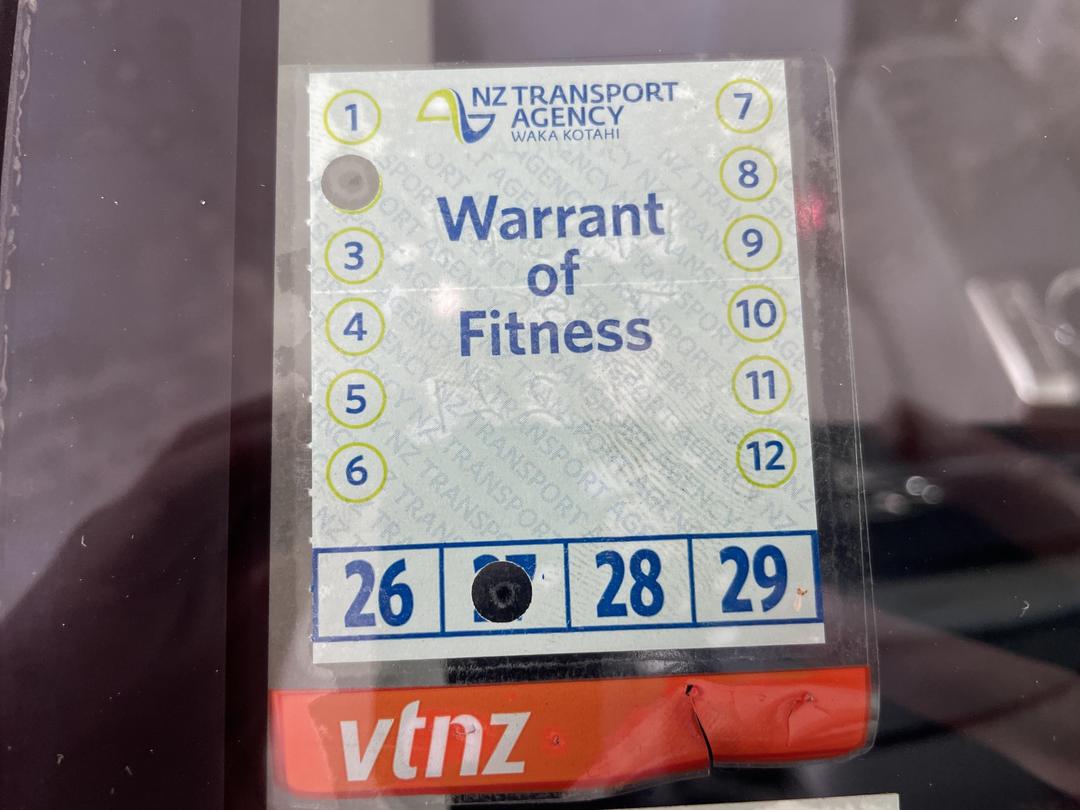 NZ TRANSPORT
AGENCY
WAKA KOTAHI
1
7
8
Warrant
of
Fitness
3
9
4
10
5
11
6
12
26
27
28
29
vtnz